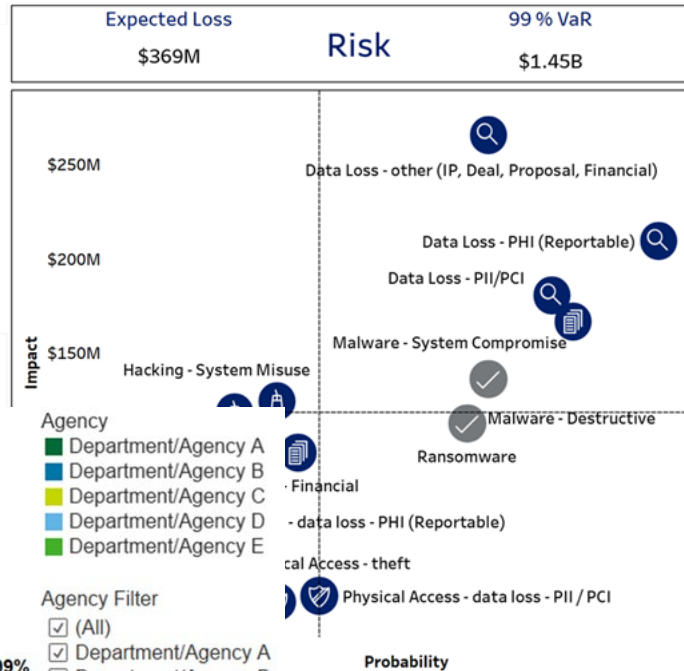 Expected Loss
99 % VaR
Risk
$369M
$1.45B
$250M
Data Loss - other (IP, Deal, Proposal, Financial)
Data Loss - PHI (Reportable)
$200M
Data Loss - PII/PCI
Malware - System Compromise
$150M
Impact
Hacking - System Misuse
Malware - Destructive
Ransomware
Agency
Department/Agency A
Department/Agency B
Department/Agency C
Department/Agency D
Department/Agency E
- Financial
- data loss - PHI (Reportable)
Access - theft
Physical Access - data loss - PII / PCI
Agency Filter
(All)
Department/Agency A
Probability